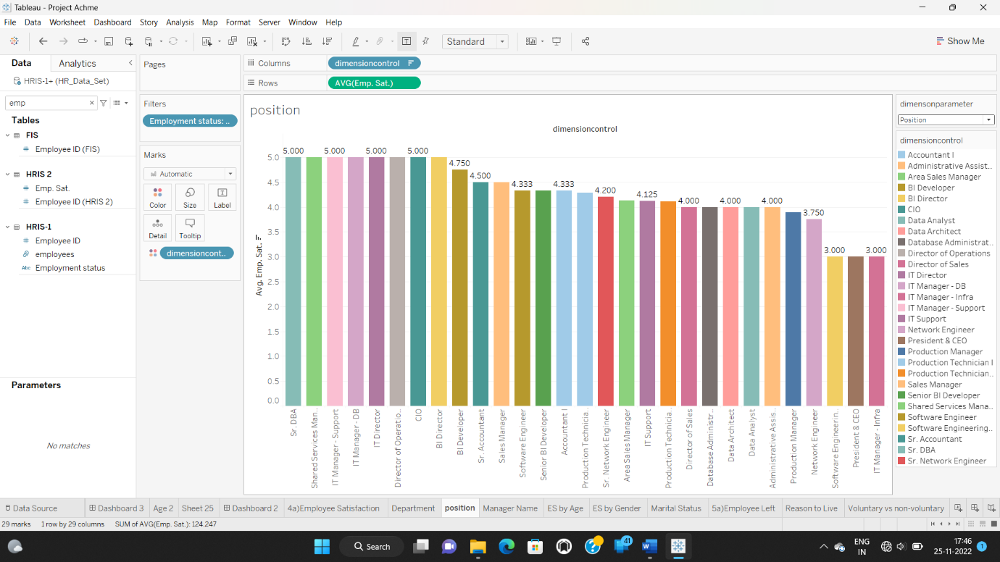 Tableau - Project Achme
File Data Worksheet Dashboard Story Analysis Map Format Server Window Help
Standard
Show Me
Data Analytics
HRIS-1+ (HR_Data_Set)
emp
Tables
FIS
Employee ID (FIS)
HRIS 2
Emp. Sat.
Employee ID (HRIS 2)
HRIS-1
Employee ID
employees
Abc Employment status
Parameters
No matches
Pages
Filters
Employment status: ..
Marks
Automatic
Color Size Label
Detail Tooltip
dimensioncont..
Columns dimensioncontrol
Rows AVG(Emp. Sat.)
position
dimensioncontrol
Avg. Emp. Sat.
5.0
4.5
4.0
3.5
3.0
2.5
2.0
1.5
1.0
0.5
0.0
5.000 5.000 5.000 5.000 4.750 4.500 4.333 4.333 4.200 4.125 4.000 4.000 4.000 3.750 3.000 3.000
Sr. DBA
Shared Services Man..
IT Manager - Support
IT Manager - DB
IT Director
Director of Operatio..
CIO
BI Director
BI Developer
Sr. Accountant
Sales Manager
Software Engineer
Senior BI Developer
Accountant I
Production Technicia..
Sr. Network Engineer
Area Sales Manager
IT Support
Production Technicia..
Director of Sales
Database Administr..
Data Architect
Data Analyst
Administrative Assis..
Production Manager
Network Engineer
Software Engineerin..
President & CEO
IT Manager - Infra
dimensonparameter
Position
dimensioncontrol
Accountant I
Administrative Assist..
Area Sales Manager
BI Developer
BI Director
CIO
Data Analyst
Data Architect
Database Administrat..
Director of Operations
Director of Sales
IT Director
IT Manager - DB
IT Manager - Infra
IT Manager - Support
IT Support
Network Engineer
President & CEO
Production Manager
Production Technician I
Production Technician..
Sales Manager
Senior BI Developer
Shared Services Mana..
Software Engineer
Software Engineering..
Sr. Accountant
Sr. DBA
Sr. Network Engineer
Data Source Dashboard 3 Age 2 Sheet 25 Dashboard 2 4a)Employee Satisfaction Department position Manager Name ES by Age ES by Gender Marital Status 5a)Employee Left Reason to Live Voluntary vs non-voluntary
29 marks 1 row by 29 columns SUM of AVG(Emp. Sat.): 124.247
Search
41
ENG
IN
17:46
25-11-2022
1